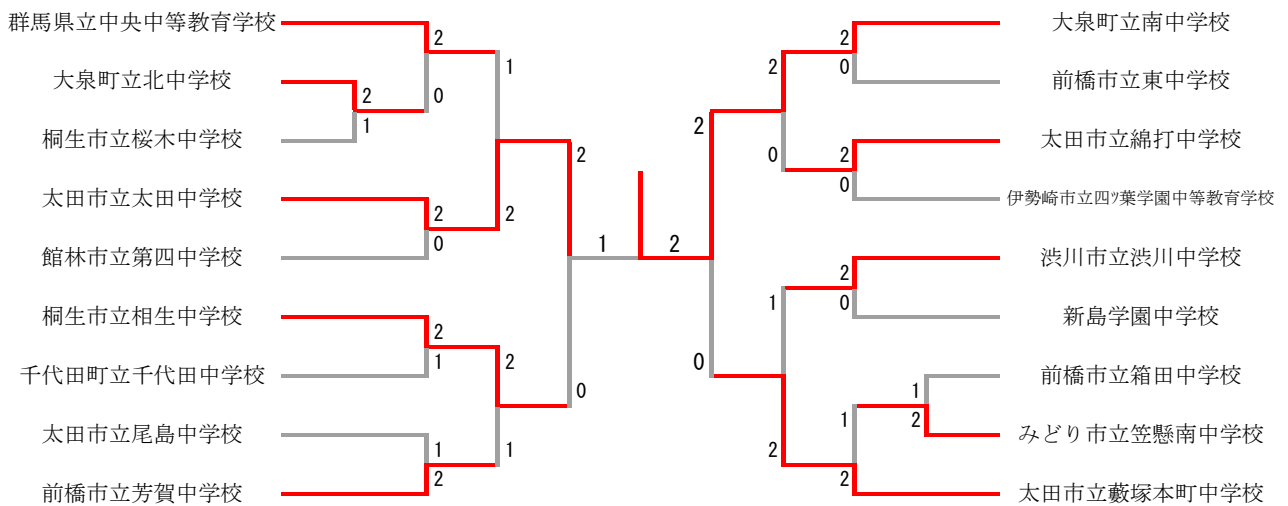 群馬県立中央中等教育学校
大泉町立北中学校
桐生市立桜木中学校
太田市立太田中学校
館林市立第四中学校
桐生市立相生中学校
千代田町立千代田中学校
太田市立尾島中学校
前橋市立芳賀中学校
2
0
2
1
2
0
2
1
1
2
1
2
2
1
2
0
1
2
2
0
2
0
1
2
2
0
2
0
2
0
1
2
1
2
大泉町立南中学校
前橋市立東中学校
太田市立綿打中学校
伊勢崎市立四ツ葉学園中等教育学校
渋川市立渋川中学校
新島学園中学校
前橋市立箱田中学校
みどり市立笠懸南中学校
太田市立藪塚本町中学校